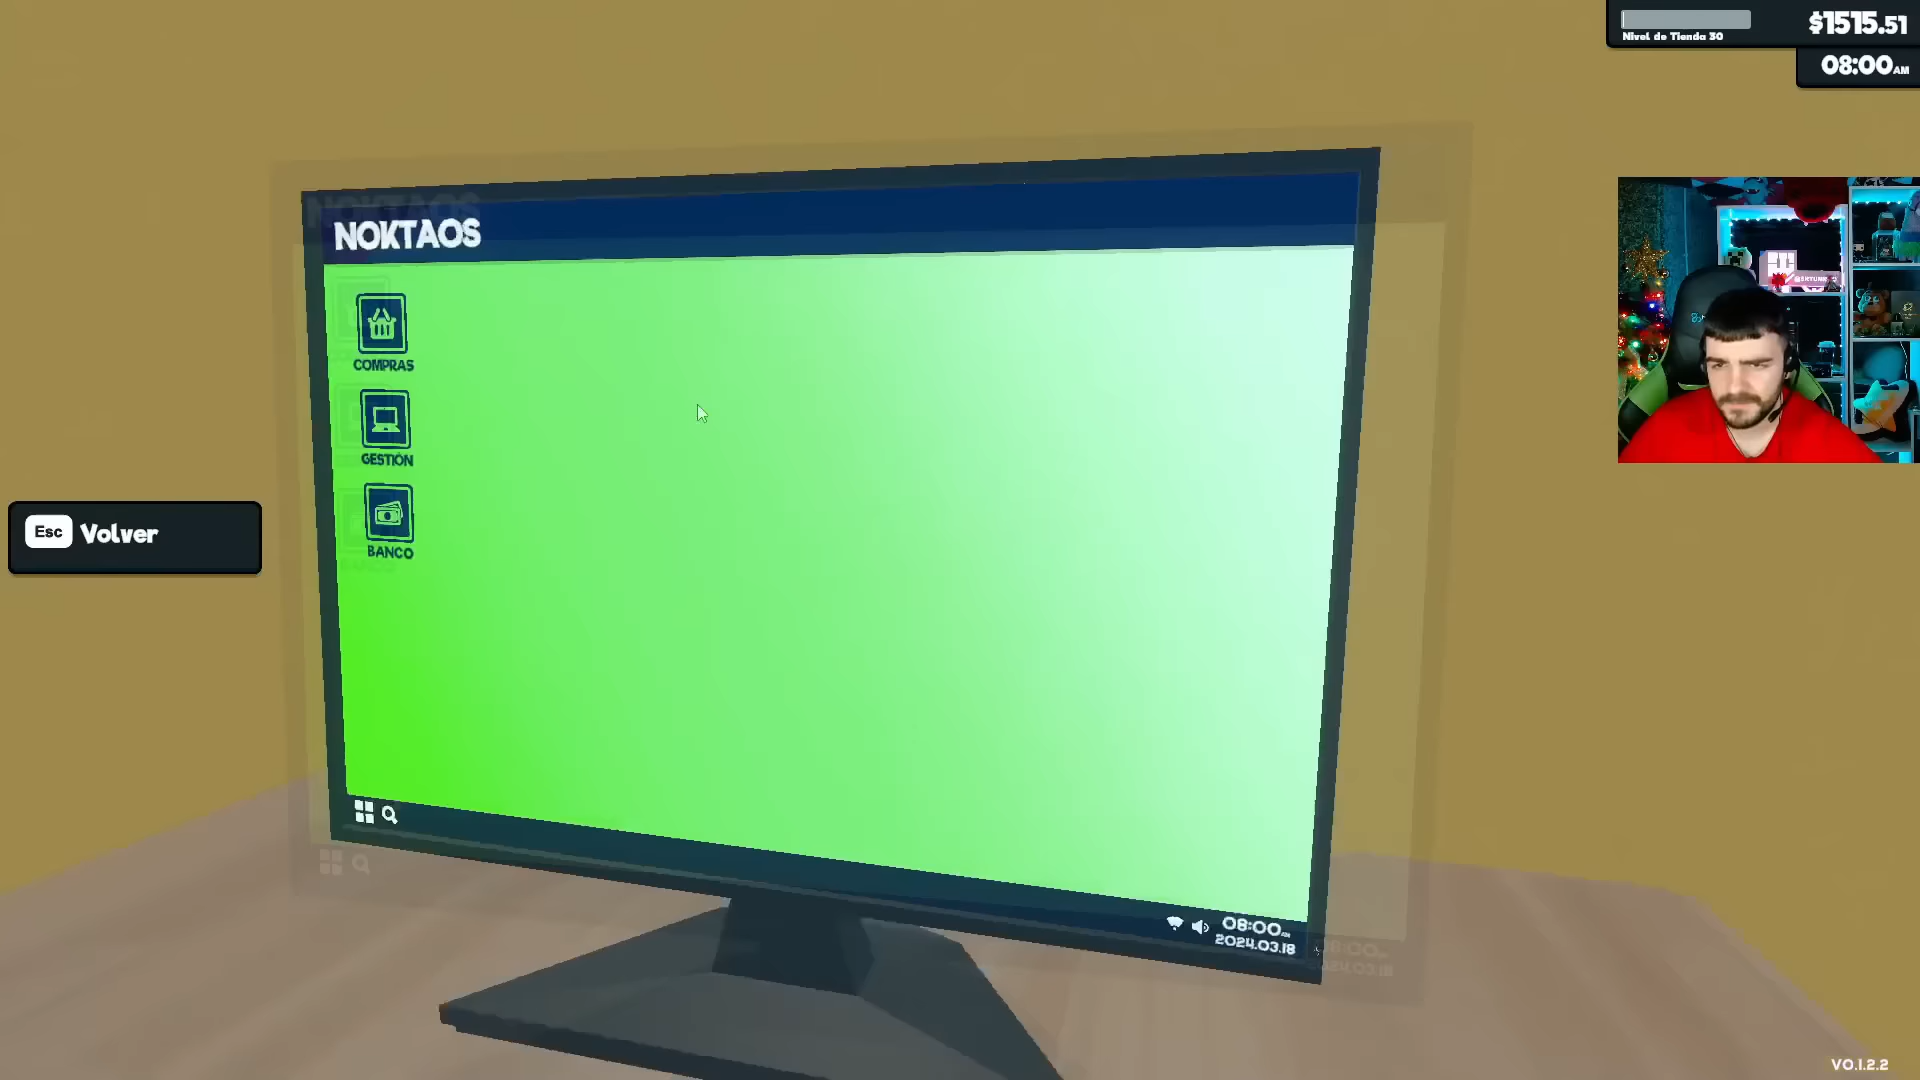 $1515.51
Nivel de Tienda 30
08:00AM
NOKTAOS
COMPRAS
GESTIÓN
BANCO
Esc Volver
08:00AM
2024.03.18
V0.1.2.2